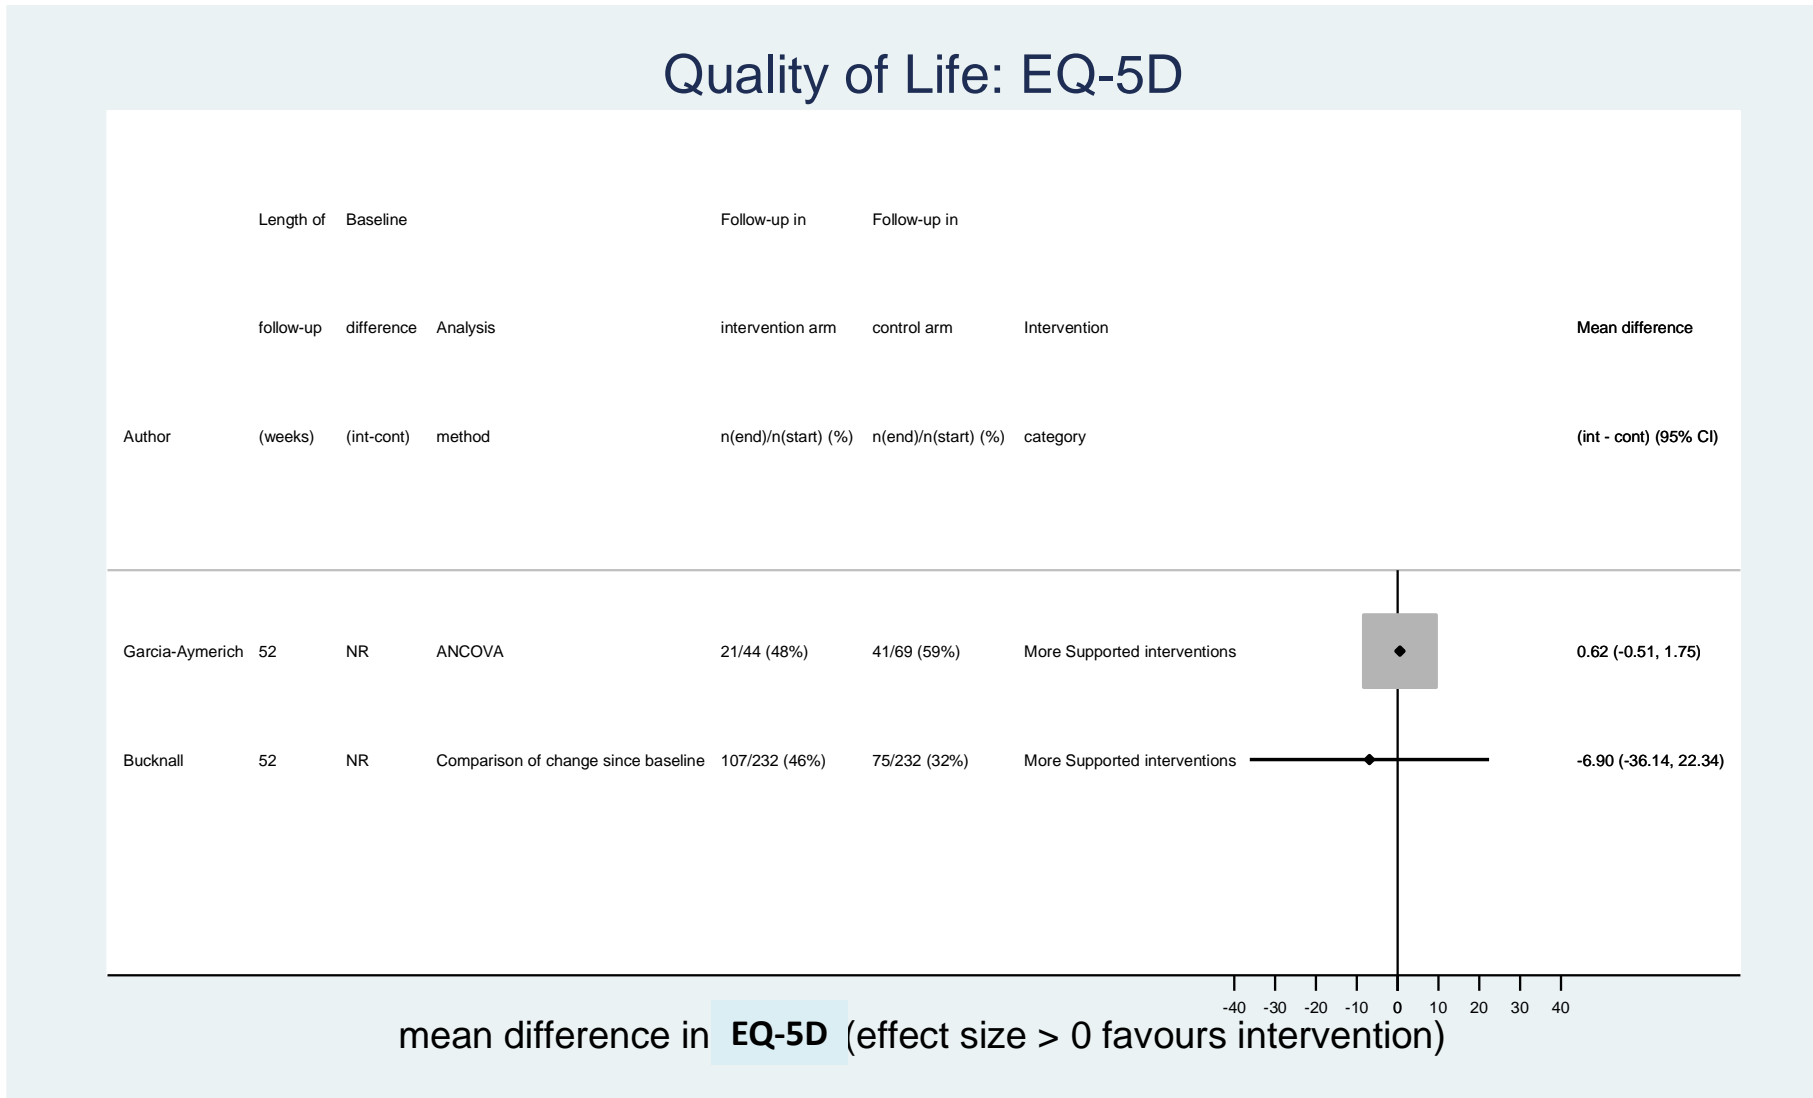 Quality of Life: EQ-5D
Length of Baseline Follow-up in Follow-up in
follow-up difference Analysis intervention arm control arm Intervention Mean difference
Author (weeks) (int-cont) method n(end)/n(start) (%) n(end)/n(start) (%) category (int - cont) (95% CI)
Garcia-Aymerich 52 NR ANCOVA 21/44 (48%) 41/69 (59%) More Supported interventions 0.62 (-0.51, 1.75)
Bucknall 52 NR Comparison of change since baseline 107/232 (46%) 75/232 (32%) More Supported interventions -6.90 (-36.14, 22.34)
-40 -30 -20 -10 0 10 20 30 40
mean difference in EQ-5D (effect size > 0 favours intervention)